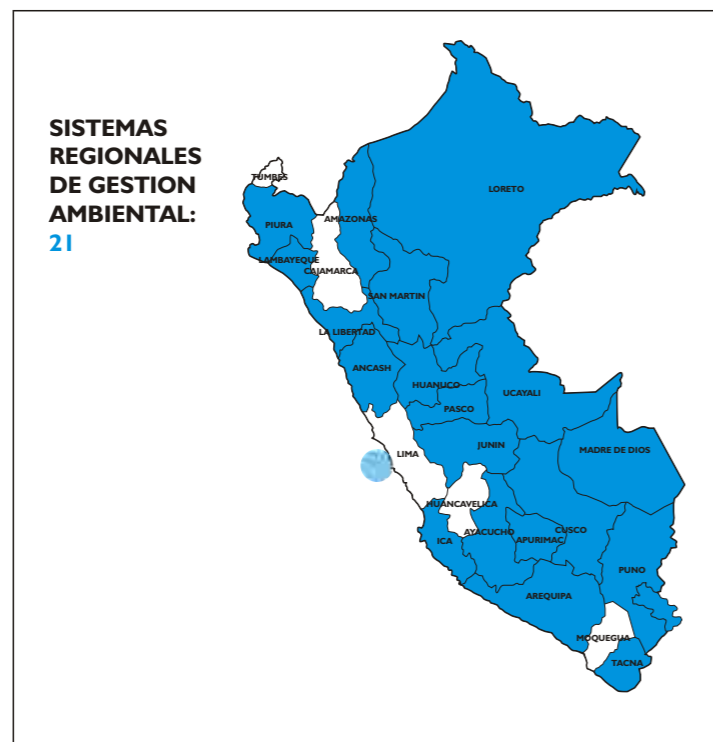 SISTEMAS
REGIONALES
DE GESTION
AMBIENTAL:
21
TUMBES
LORETO
AMAZONAS
PIURA
LAMBAYEQUE
CAJAMARCA
SAN MARTIN
LA LIBERTAD
ANCASH
HUANUCO
UCAYALI
PASCO
JUNIN
MADRE DE DIOS
LIMA
HUANCAVELICA
AYACUCHO
CUSCO
APURIMAC
ICA
PUNO
AREQUIPA
MOQUEGUA
TACNA